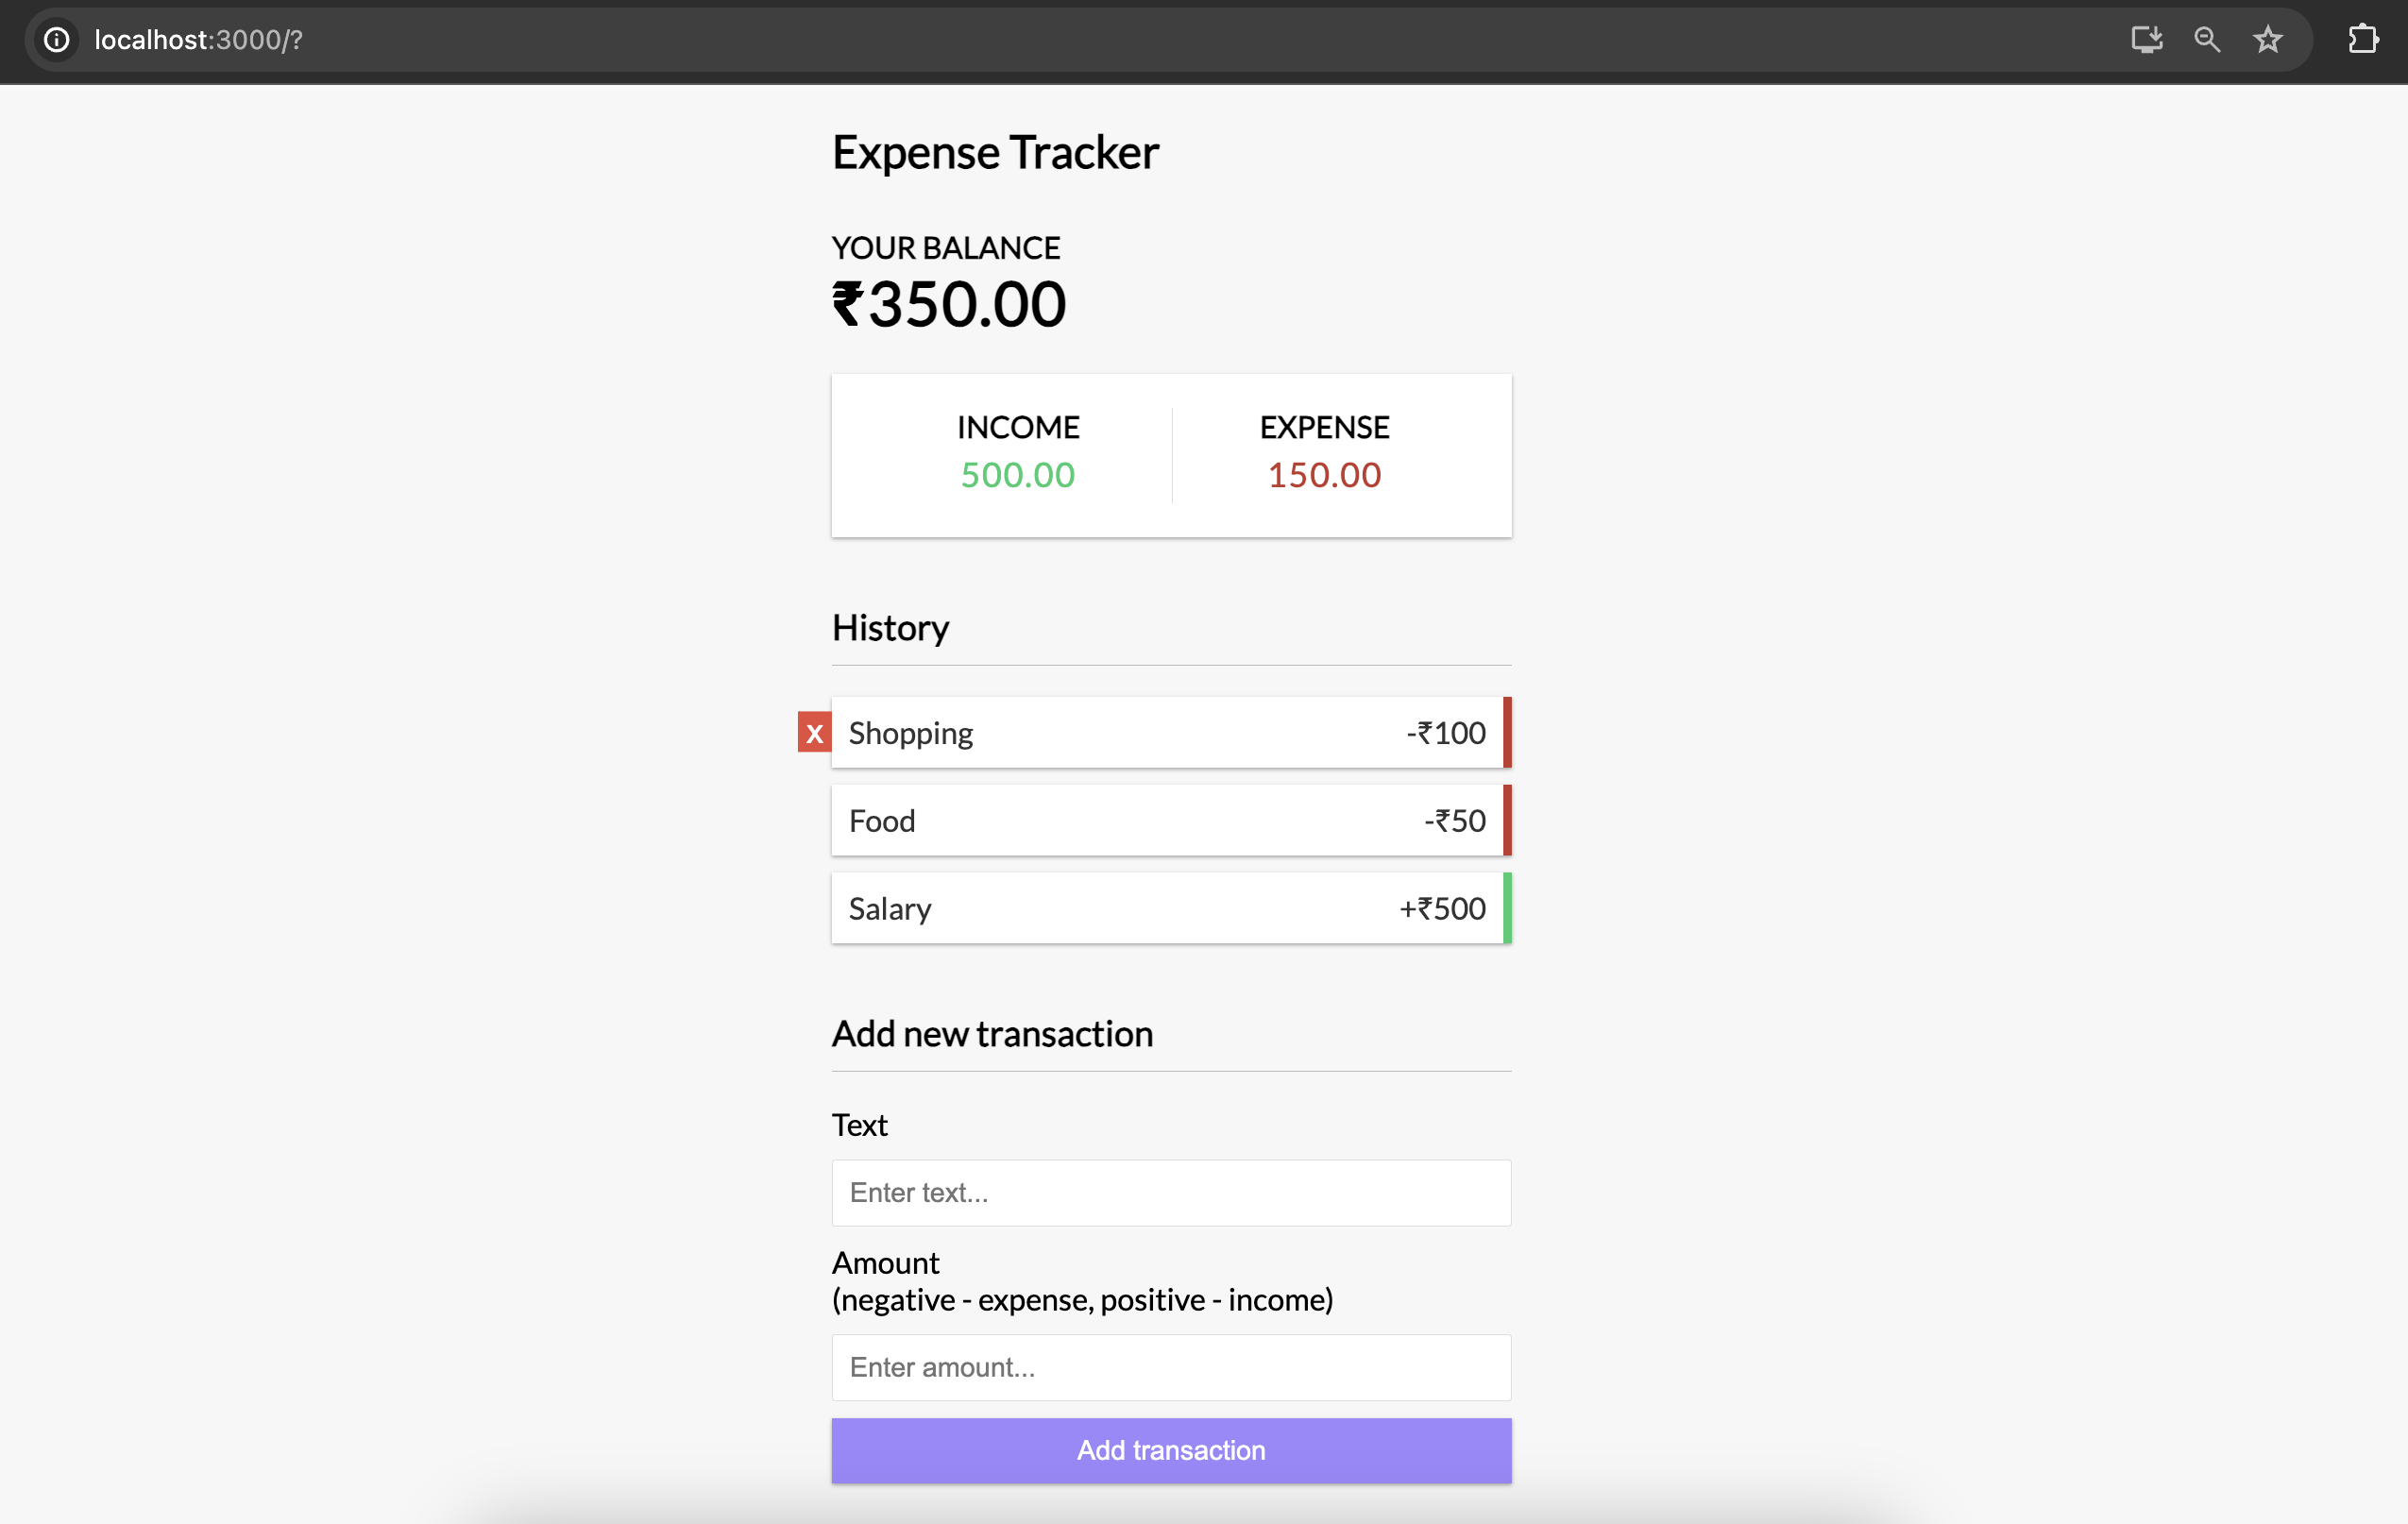 localhost:3000/?
Expense Tracker
YOUR BALANCE
₹350.00
INCOME EXPENSE
500.00 150.00
History
x Shopping -₹100
Food -₹50
Salary +₹500
Add new transaction
Text
Enter text...
Amount
(negative - expense, positive - income)
Enter amount...
Add transaction